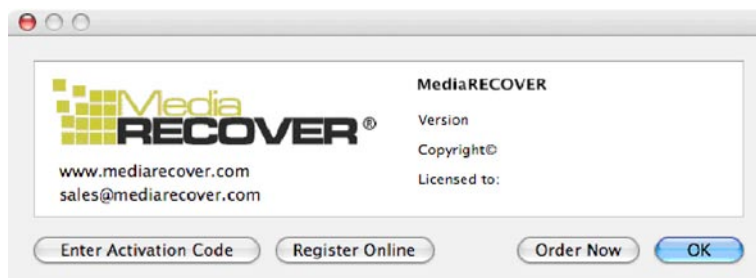 Media
RECOVER®
www.mediarecover.com
sales@mediarecover.com
MediaRECOVER
Version
Copyright©
Licensed to:
Enter Activation Code
Register Online
Order Now
OK